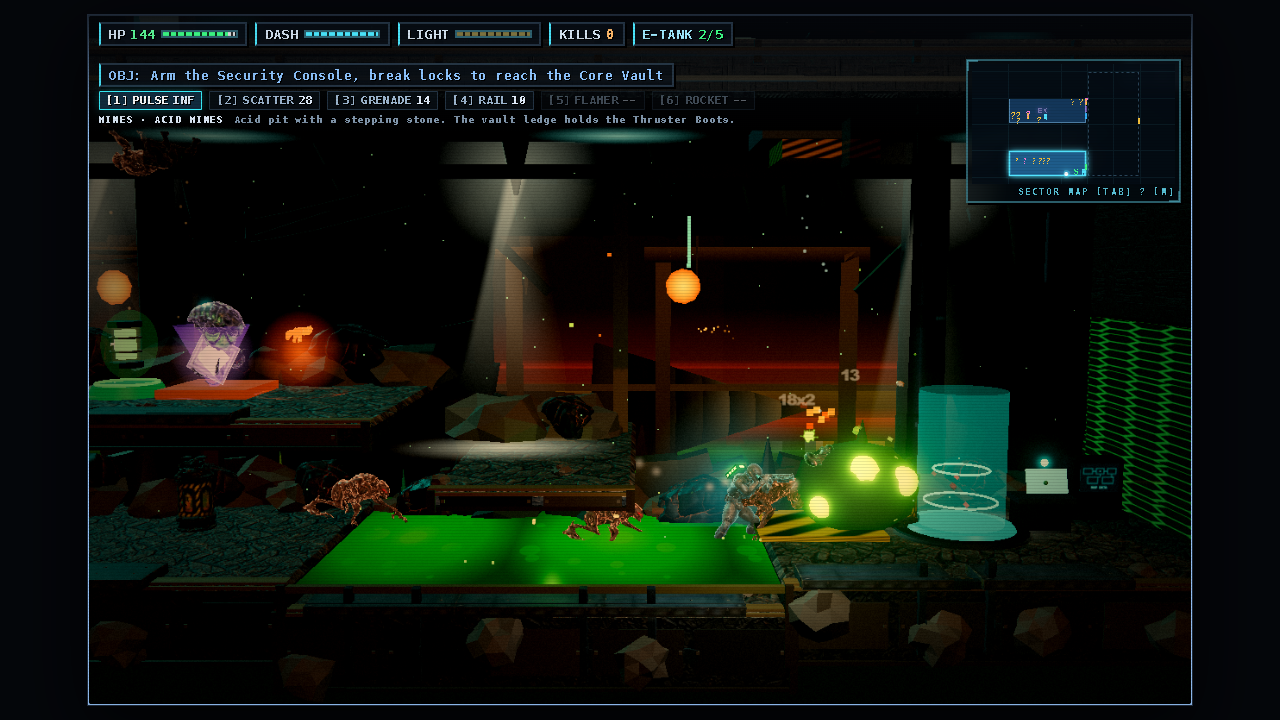 HP 144 DASH LIGHT KILLS 0 E-TANK 2/5
OBJ: Arm the Security Console, break locks to reach the Core Vault
[1] PULSE INF [2] SCATTER 28 [3] GRENADE 14 [4] RAIL 10 [5] FLAMER -- [6] ROCKET --
MINES · ACID MINES Acid pit with a stepping stone. The vault ledge holds the Thruster Boots.
SECTOR MAP [TAB] ? [M]
13
18x2